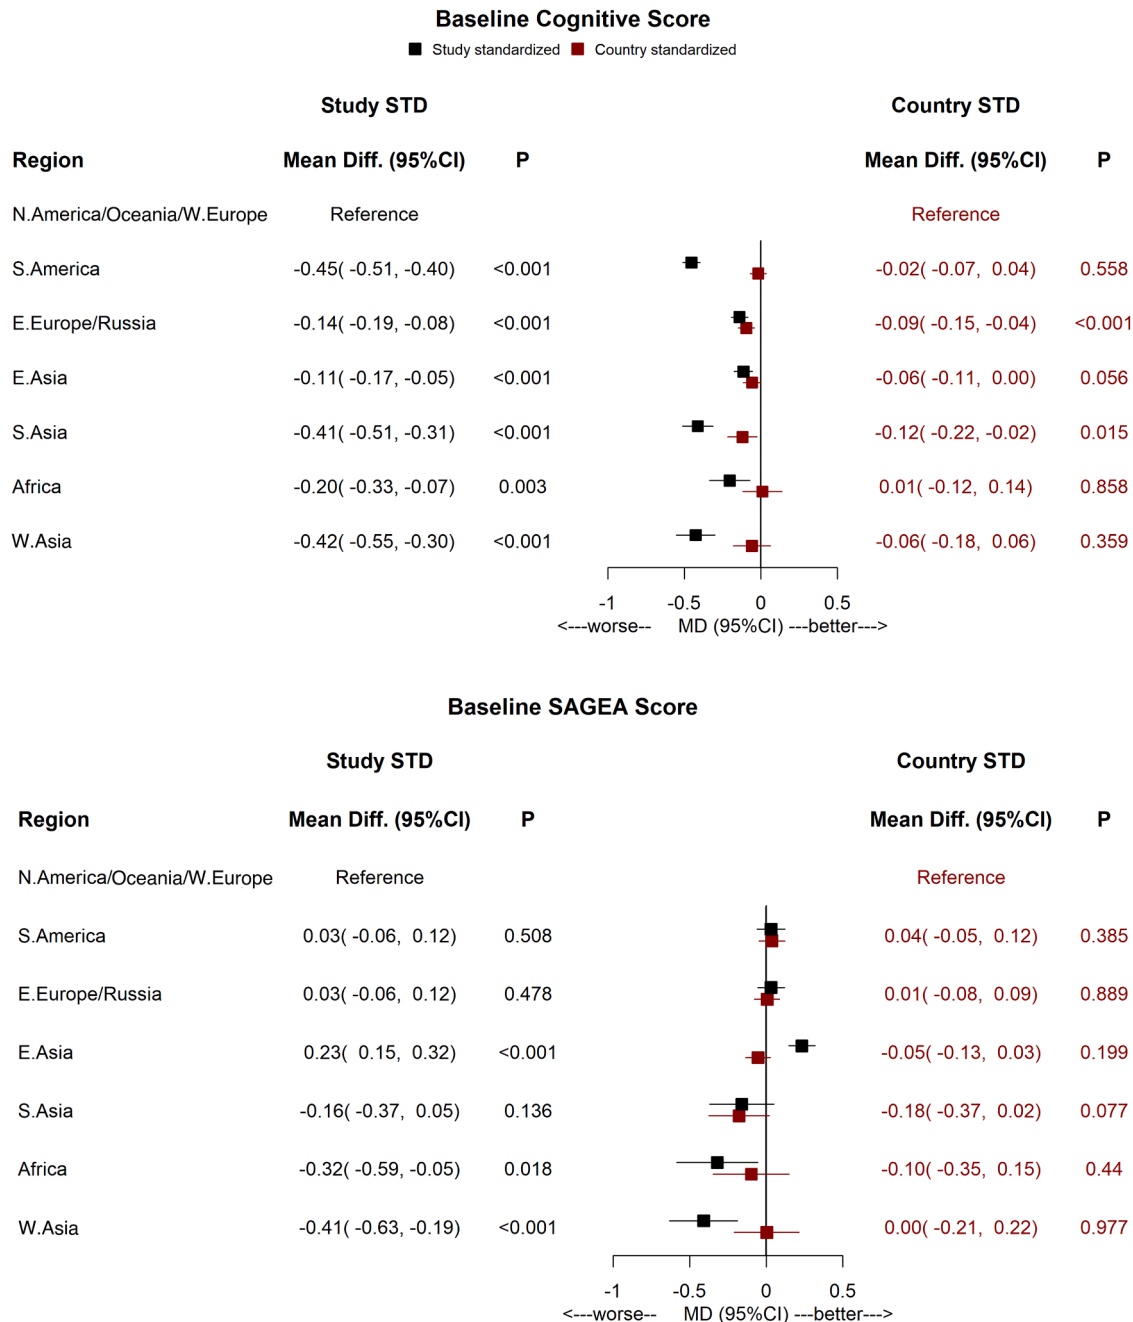 Baseline Cognitive Score
Study standardized Country standardized
Study STD Country STD
Region Mean Diff. (95%CI) P Mean Diff. (95%CI) P
N.America/Oceania/W.Europe Reference Reference
S.America -0.45( -0.51, -0.40) <0.001 -0.02( -0.07, 0.04) 0.558
E.Europe/Russia -0.14( -0.19, -0.08) <0.001 -0.09( -0.15, -0.04) <0.001
E.Asia -0.11( -0.17, -0.05) <0.001 -0.06( -0.11, 0.00) 0.056
S.Asia -0.41( -0.51, -0.31) <0.001 -0.12( -0.22, -0.02) 0.015
Africa -0.20( -0.33, -0.07) 0.003 0.01( -0.12, 0.14) 0.858
W.Asia -0.42( -0.55, -0.30) <0.001 -0.06( -0.18, 0.06) 0.359
-1 -0.5 0 0.5
<---worse-- MD (95%CI) ---better--->
Baseline SAGEA Score
Study STD Country STD
Region Mean Diff. (95%CI) P Mean Diff. (95%CI) P
N.America/Oceania/W.Europe Reference Reference
S.America 0.03( -0.06, 0.12) 0.508 0.04( -0.05, 0.12) 0.385
E.Europe/Russia 0.03( -0.06, 0.12) 0.478 0.01( -0.08, 0.09) 0.889
E.Asia 0.23( 0.15, 0.32) <0.001 -0.05( -0.13, 0.03) 0.199
S.Asia -0.16( -0.37, 0.05) 0.136 -0.18( -0.37, 0.02) 0.077
Africa -0.32( -0.59, -0.05) 0.018 -0.10( -0.35, 0.15) 0.44
W.Asia -0.41( -0.63, -0.19) <0.001 0.00( -0.21, 0.22) 0.977
-1 -0.5 0 0.5
<---worse-- MD (95%CI) ---better--->